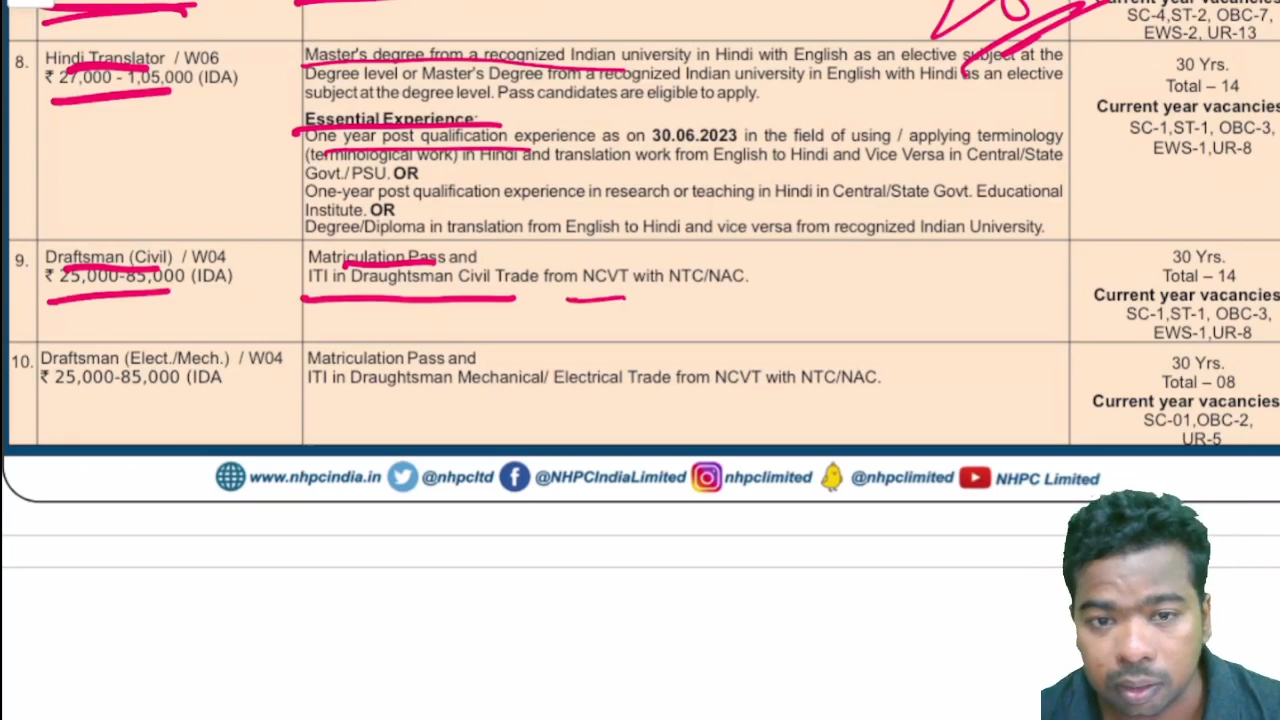 Current year vacancies
SC-4,ST-2, OBC-7,
EWS-2, UR-13
8.
Hindi Translator / W06
₹ 27,000 - 1,05,000 (IDA)
Master's degree from a recognized Indian university in Hindi with English as an elective subject at the
Degree level or Master's Degree from a recognized Indian university in English with Hindi as an elective
subject at the degree level. Pass candidates are eligible to apply.
Essential Experience:
One year post qualification experience as on 30.06.2023 in the field of using / applying terminology
(terminological work) in Hindi and translation work from English to Hindi and Vice Versa in Central/State
Govt./ PSU. OR
One-year post qualification experience in research or teaching in Hindi in Central/State Govt. Educational
Institute. OR
Degree/Diploma in translation from English to Hindi and vice versa from recognized Indian University.
30 Yrs.
Total – 14
Current year vacancies
SC-1,ST-1, OBC-3,
EWS-1,UR-8
9.
Draftsman (Civil) / W04
₹ 25,000-85,000 (IDA)
Matriculation Pass and
ITI in Draughtsman Civil Trade from NCVT with NTC/NAC.
30 Yrs.
Total – 14
Current year vacancies
SC-1,ST-1, OBC-3,
EWS-1,UR-8
10.
Draftsman (Elect./Mech.) / W04
₹ 25,000-85,000 (IDA
Matriculation Pass and
ITI in Draughtsman Mechanical/ Electrical Trade from NCVT with NTC/NAC.
30 Yrs.
Total – 08
Current year vacancies
SC-01,OBC-2,
UR-5
www.nhpcindia.in @nhpcltd @NHPCIndiaLimited nhpclimited @nhpclimited NHPC Limited